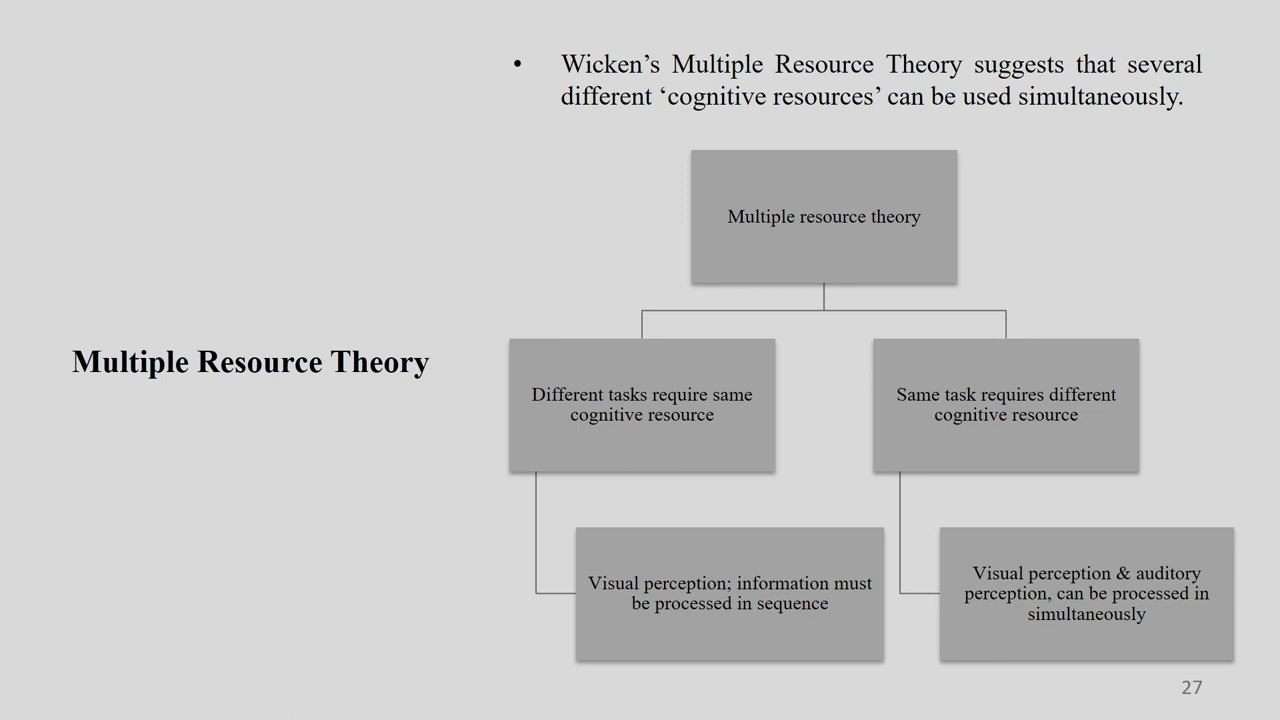 • Wicken’s Multiple Resource Theory suggests that several
different ‘cognitive resources’ can be used simultaneously.
Multiple resource theory
Multiple Resource Theory
Different tasks require same
cognitive resource
Same task requires different
cognitive resource
Visual perception; information must
be processed in sequence
Visual perception & auditory
perception, can be processed in
simultaneously
27